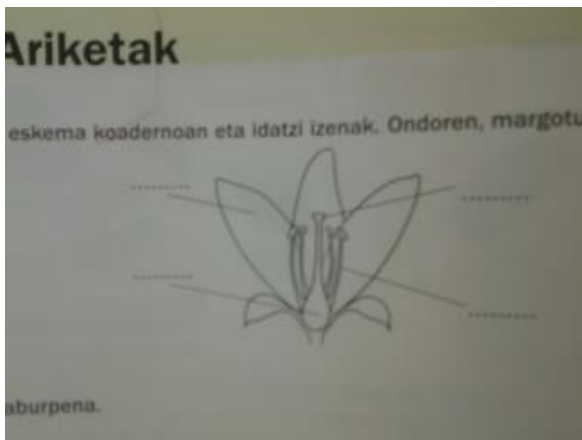 Ariketak
eskema koadernoan eta idatzi izenak. Ondoren, margotu
aburpena.